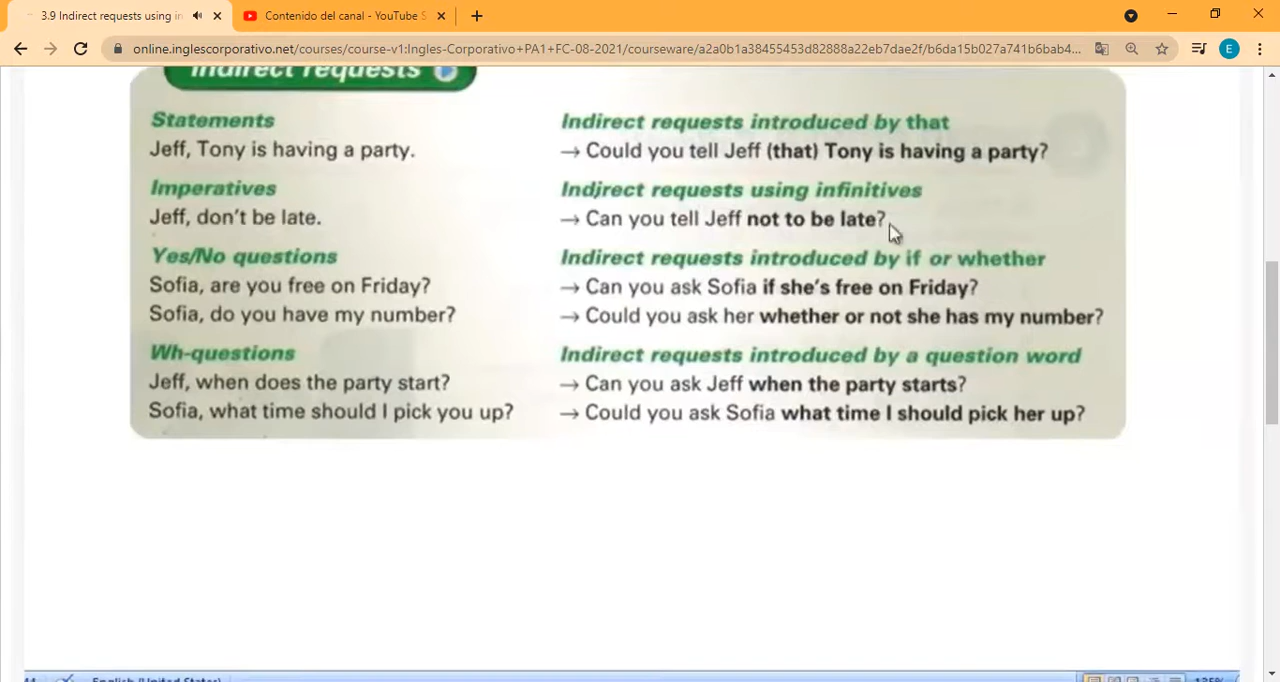 3.9 Indirect requests using in
Contenido del canal - YouTube S
online.inglescorporativo.net/courses/course-v1:Ingles-Corporativo+PA1+FC-08-2021/courseware/a2a0b1a38455453d82888a22eb7dae2f/b6da15b027a741b6bab4...
E
Indirect requests
Statements
Jeff, Tony is having a party.
Indirect requests introduced by that
→ Could you tell Jeff (that) Tony is having a party?
Imperatives
Jeff, don't be late.
Indirect requests using infinitives
→ Can you tell Jeff not to be late?
Yes/No questions
Sofia, are you free on Friday?
Sofia, do you have my number?
Indirect requests introduced by if or whether
→ Can you ask Sofia if she's free on Friday?
→ Could you ask her whether or not she has my number?
Wh-questions
Jeff, when does the party start?
Sofia, what time should I pick you up?
Indirect requests introduced by a question word
→ Can you ask Jeff when the party starts?
→ Could you ask Sofia what time I should pick her up?
English (United States)